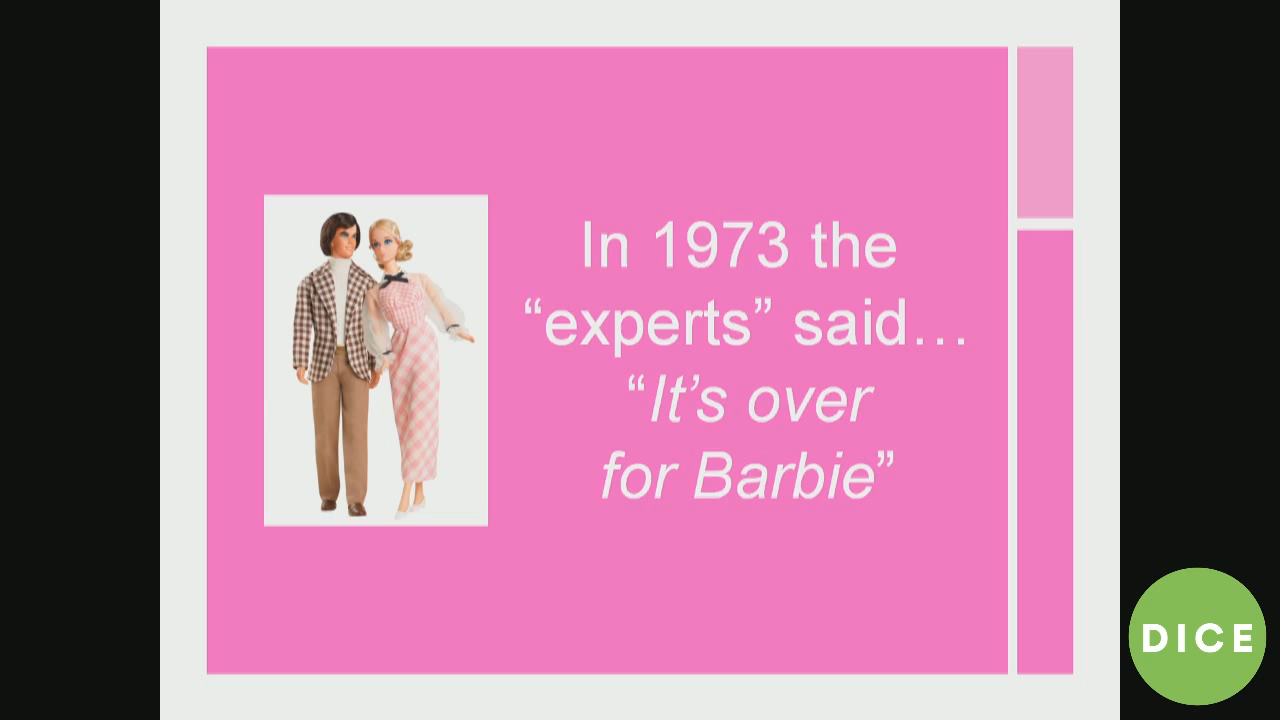 In 1973 the
“experts” said…
“It’s over
for Barbie”
DICE